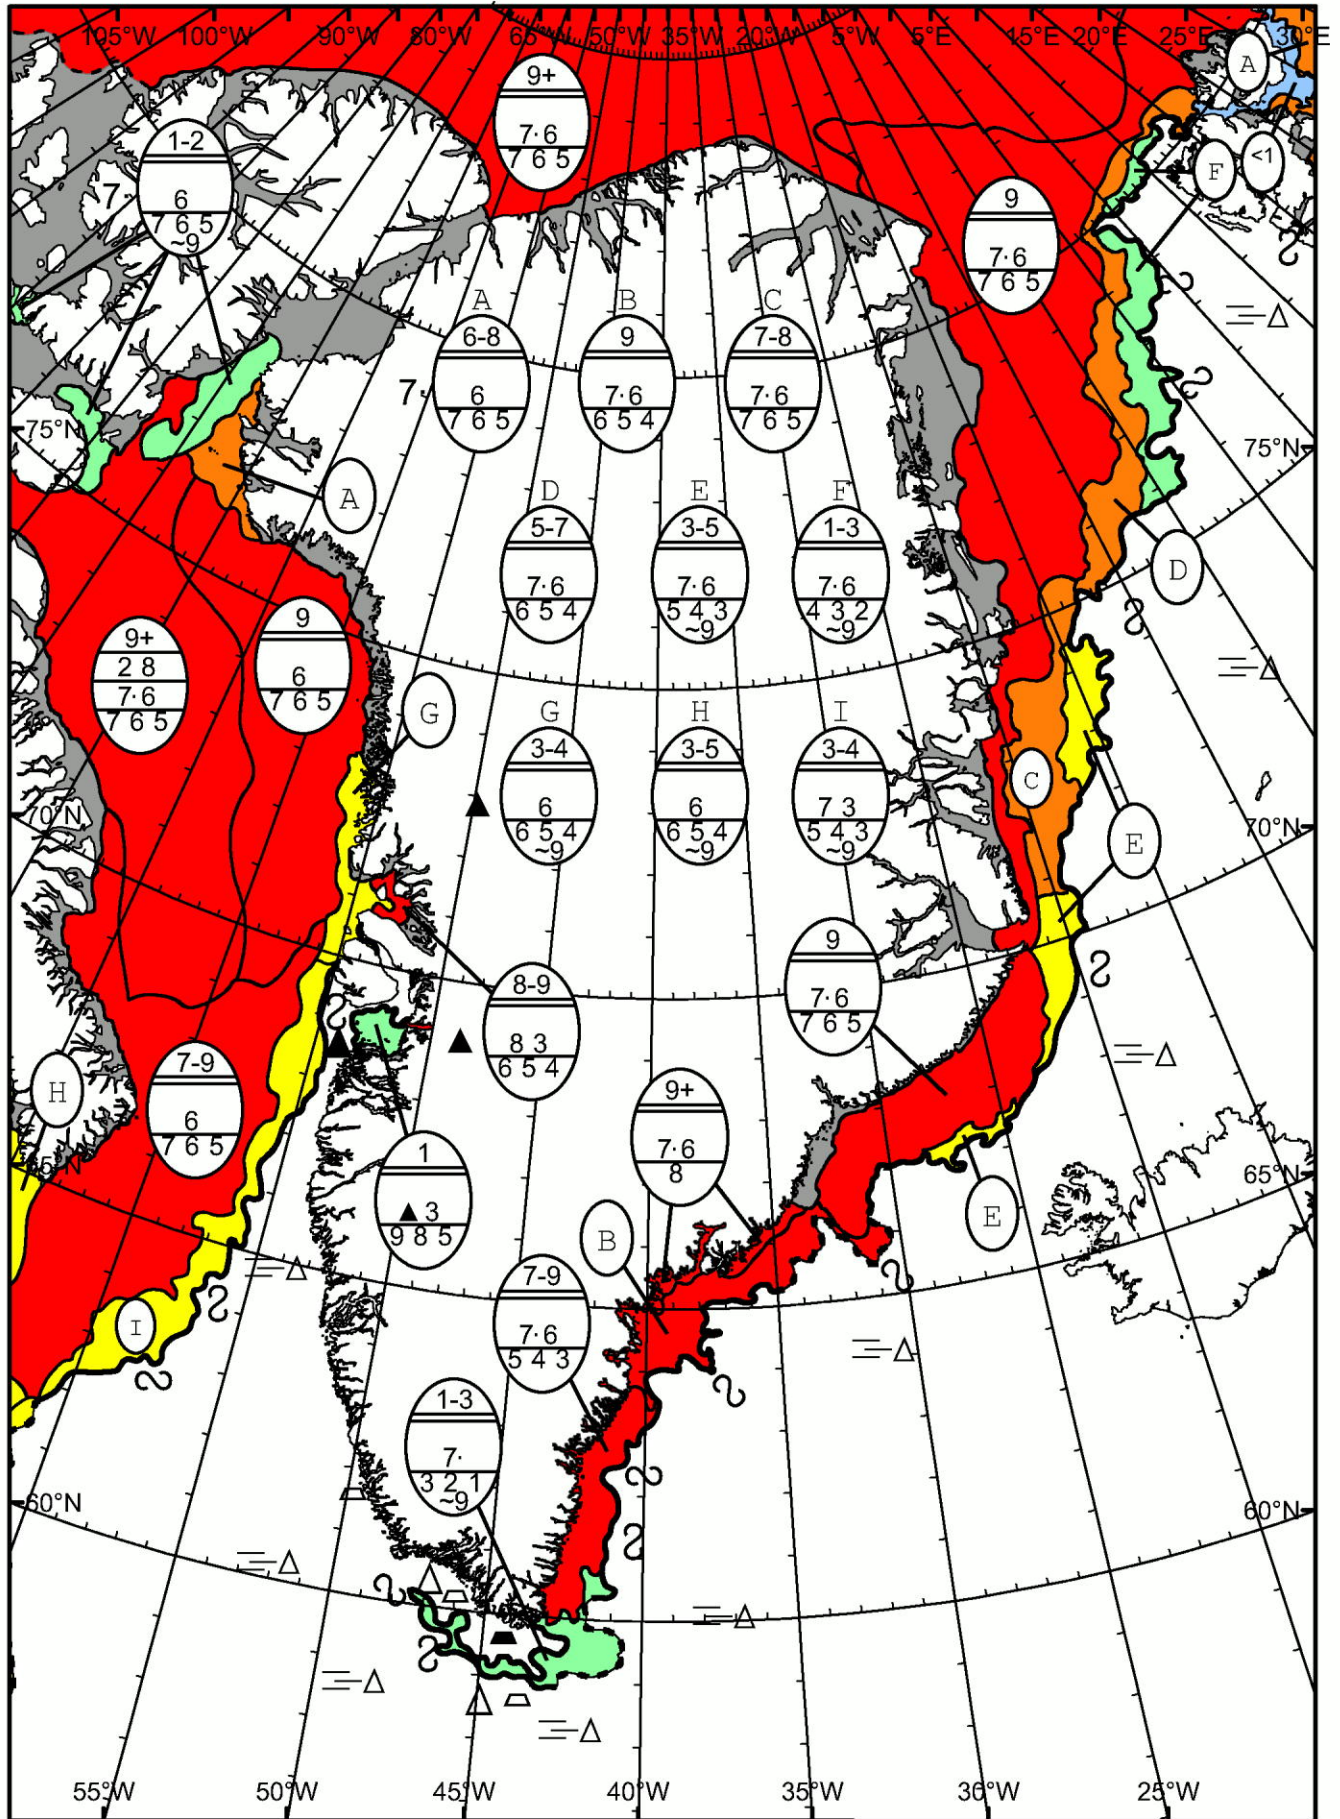 105°W 100°W 90°W 80°W 65°W 50°W 35°W 20°W 5°W 5°E 15°E 20°E 25°E 30°E
A
9+
7·6
7 6 5
1-2
7·
6
7 6 5
~9
F
<1
9
7·6
7 6 5
A
6-8
7·
6
7 6 5
B
9
7·6
6 5 4
C
7-8
7·6
7 6 5
75°N
75°N
A
D
5-7
7·6
6 5 4
E
3-5
7·6
5 4 3
~9
F
1-3
7·6
4 3 2
~9
D
9+
2 8
7·6
7 6 5
9
6
7 6 5
G
G
3-4
6
6 5 4
~9
H
3-5
6
6 5 4
~9
I
3-4
7 3
5 4 3
~9
C
70°N
70°N
E
9
7·6
7 6 5
8-9
8 3
6 5 4
H
7-9
6
7 6 5
9+
7·6
8
1
▲ 3
9 8 5
65°N
65°N
E
B
I
7-9
7·6
5 4 3
1-3
7·
3 2 1
~9
60°N
60°N
55°W 50°W 45°W 40°W 35°W 30°W 25°W